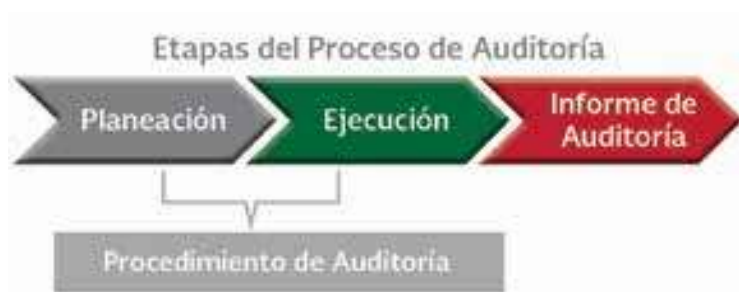 Etapas del Proceso de Auditoría
Planeación
Ejecución
Informe de
Auditoría
Procedimiento de Auditoría